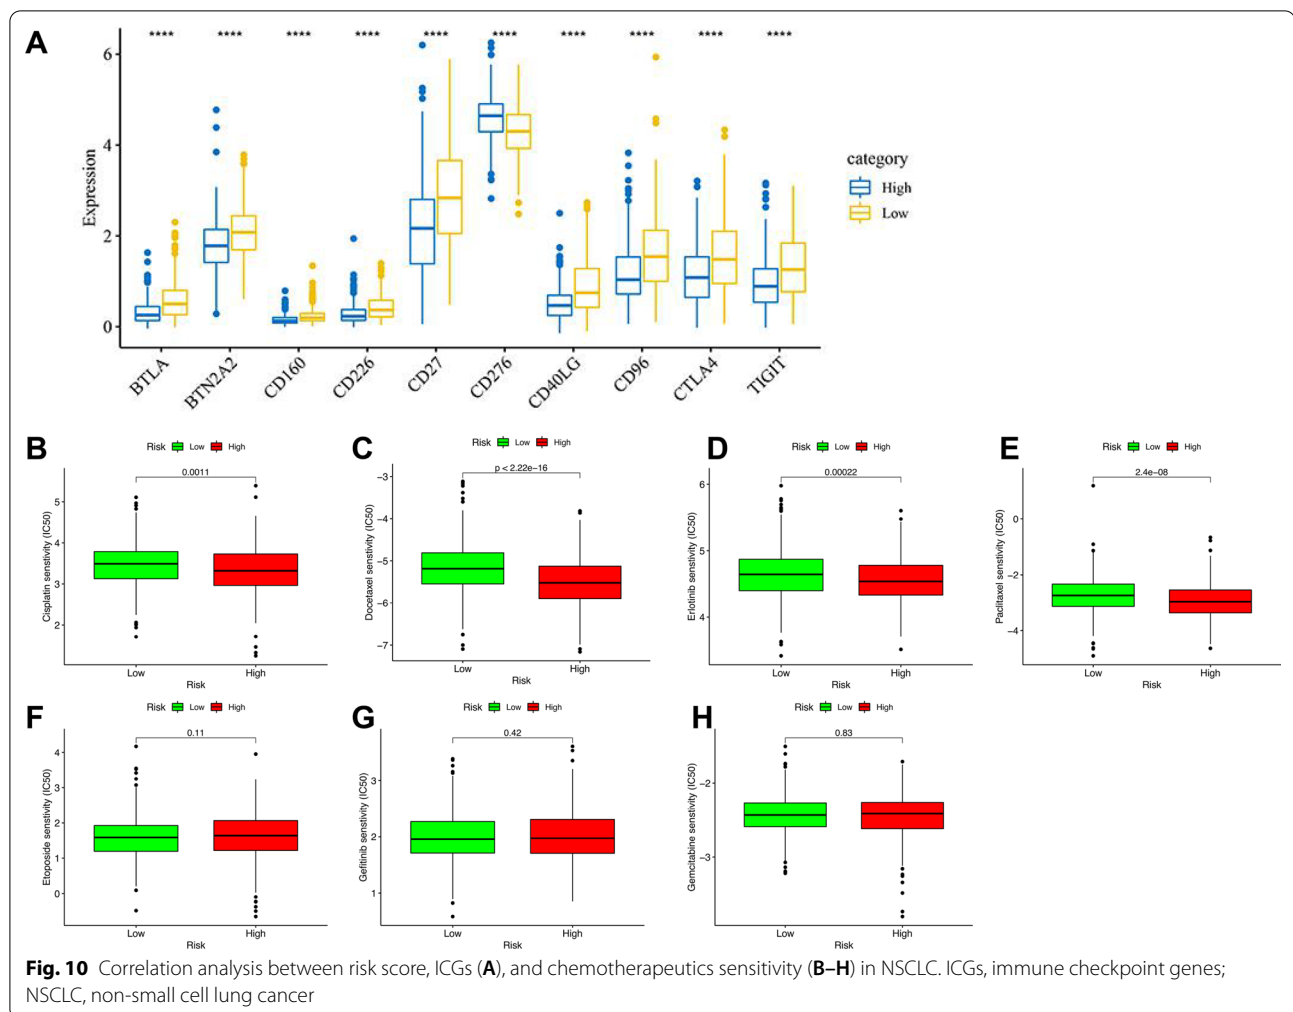 A
**** **** **** **** **** **** **** **** **** ****
6
4
2
0
Expression
category
High
Low
BTLA BTN2A2 CD160 CD226 CD27 CD276 CD40LG CD96 CTLA4 TIGIT
B
Risk Low High
0.0011
5
4
3
2
Cisplatin senstivity (IC50)
Low High
Risk
C
Risk Low High
p < 2.22e−16
−3
−4
−5
−6
−7
Docetaxel senstivity (IC50)
Low High
Risk
D
Risk Low High
0.00022
6
5
4
Erlotinib senstivity (IC50)
Low High
Risk
E
Risk Low High
2.4e−08
0
−2
−4
Paclitaxel senstivity (IC50)
Low High
Risk
F
Risk Low High
0.11
4
3
2
1
0
Etoposide senstivity (IC50)
Low High
Risk
G
Risk Low High
0.42
3
2
1
Gefitinib senstivity (IC50)
Low High
Risk
H
Risk Low High
0.83
−2
−3
Gemcitabine senstivity (IC50)
Low High
Risk
Fig. 10 Correlation analysis between risk score, ICGs (A), and chemotherapeutics sensitivity (B–H) in NSCLC. ICGs, immune checkpoint genes;
NSCLC, non-small cell lung cancer